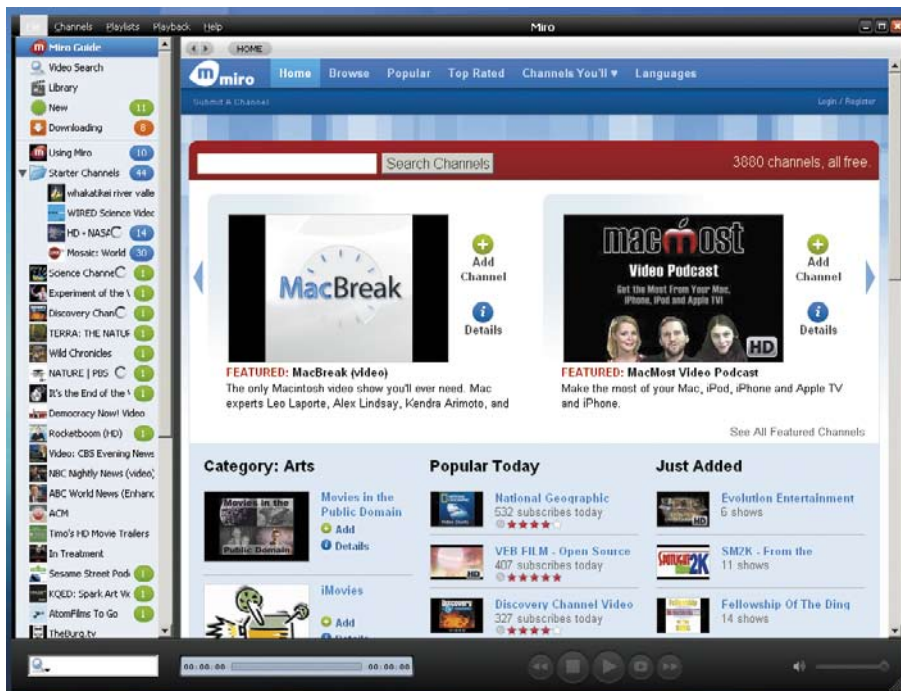 Channels Playlists Playback Help
Miro
Miro Guide
Video Search
Library
New 11
Downloading 8
Using Miro 10
Starter Channels 44
whakatikei river valle
WIRED Science Video
HD - NASA 14
Mosaic: World 30
Science Channel 1
Experiment of the 1
Discovery Chan 1
TERRA: THE NATUR 1
Wild Chronicles 1
NATURE | PBS 1
It's the End of the 1
Democracy Now! Video
Rocketboom (HD) 1
Video: CBS Evening News
NBC Nightly News (video)
ABC World News (Enhanc
ACM
Timo's HD Movie Trailers
In Treatment
Sesame Street Pod 1
KQED: Spark Art 1
AtomFilms To Go 1
TheBurg.tv
HOME
miro
Home Browse Popular Top Rated Channels You'll ▾ Languages
Submit A Channel
Login / Register
Search Channels
3880 channels, all free.
MacBreak
Add Channel
Details
FEATURED: MacBreak (video)
The only Macintosh video show you'll ever need. Mac
experts Leo Laporte, Alex Lindsay, Kendra Arimoto, and
macmost
Video Podcast
Get the Most From Your Mac,
iPhone, iPod and Apple TV!
HD
Add Channel
Details
FEATURED: MacMost Video Podcast
Make the most of your Mac, iPod, iPhone and Apple TV
and iPhone.
See All Featured Channels
Category: Arts
Movies in the
Public Domain
Movies in the
Public Domain
Add
Details
iMovies
Add
Details
Popular Today
National Geographic
532 subscribes today
VEB FILM - Open Source
407 subscribes today
HD
Discovery Channel Video
327 subscribes today
Just Added
Evolution Entertainment
6 shows
HD
SM2K - From the
11 shows
SPOTLIGHT 2K
Fellowship Of The Ding
14 shows
00:00:00 00:00:00